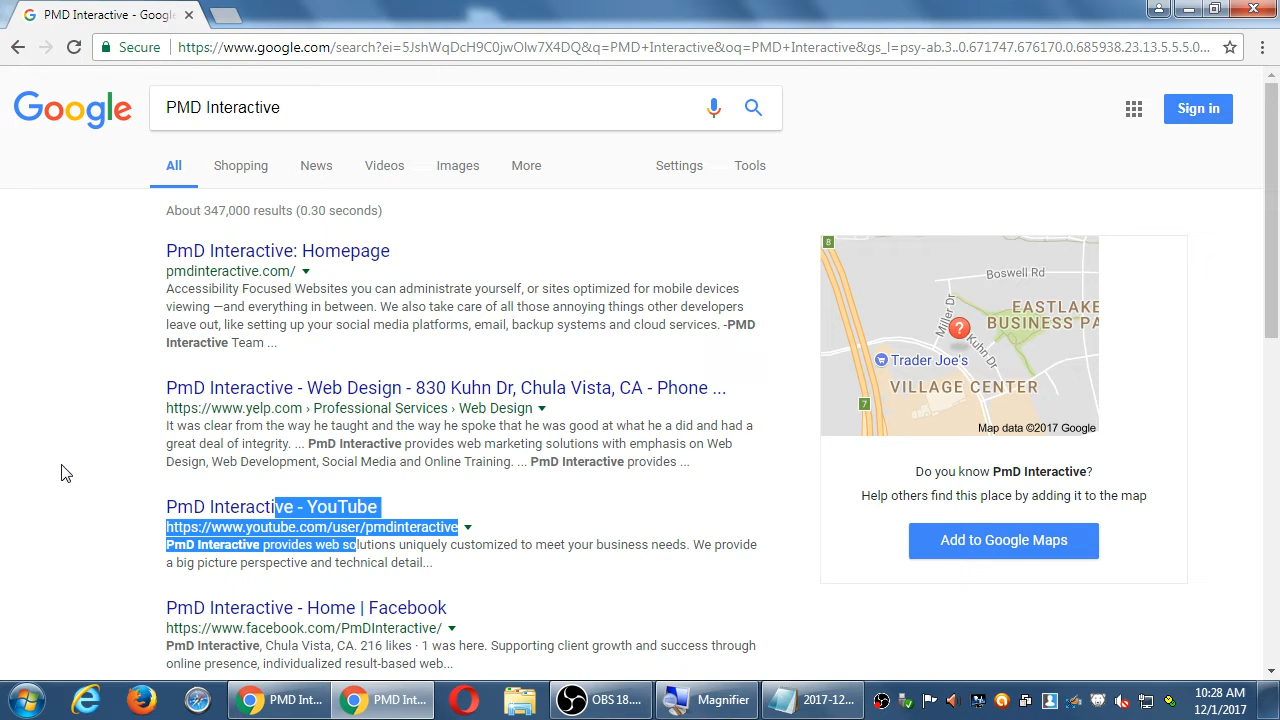 PMD Interactive - Goog
Secure
https://www.google.com/search?ei=5JshWqDcH9C0jwOlw7X4DQ&q=PMD+Interactive&oq=PMD+Interactive&gs_l=psy-ab.3..0.671747.676170.0.685938.23.13.5.5.5.0...
Google
PMD Interactive
Sign in
All
Shopping
News
Videos
Images
More
Settings
Tools
About 347,000 results (0.30 seconds)
PmD Interactive: Homepage
pmdinteractive.com/
Accessibility Focused Websites you can administrate yourself, or sites optimized for mobile devices
viewing —and everything in between. We also take care of all those annoying things other developers
leave out, like setting up your social media platforms, email, backup systems and cloud services. -PMD
Interactive Team ...
PmD Interactive - Web Design - 830 Kuhn Dr, Chula Vista, CA - Phone ...
https://www.yelp.com › Professional Services › Web Design
It was clear from the way he taught and the way he spoke that he was good at what he a did and had a
great deal of integrity. ... PmD Interactive provides web marketing solutions with emphasis on Web
Design, Web Development, Social Media and Online Training. ... PmD Interactive provides ...
PmD Interactive - YouTube
https://www.youtube.com/user/pmdinteractive
PmD Interactive provides web solutions uniquely customized to meet your business needs. We provide
a big picture perspective and technical detail...
PmD Interactive - Home | Facebook
https://www.facebook.com/PmDInteractive/
PmD Interactive, Chula Vista, CA. 216 likes · 1 was here. Supporting client growth and success through
online presence, individualized result-based web...
8
Boswell Rd
EASTLAKE
BUSINESS PA
Miller Dr
Kuhn Dr
Trader Joe's
VILLAGE CENTER
7
Map data ©2017 Google
Do you know PmD Interactive?
Help others find this place by adding it to the map
Add to Google Maps
PMD Int...
PMD Int...
OBS 18....
Magnifier
2017-12...
10:28 AM
12/1/2017